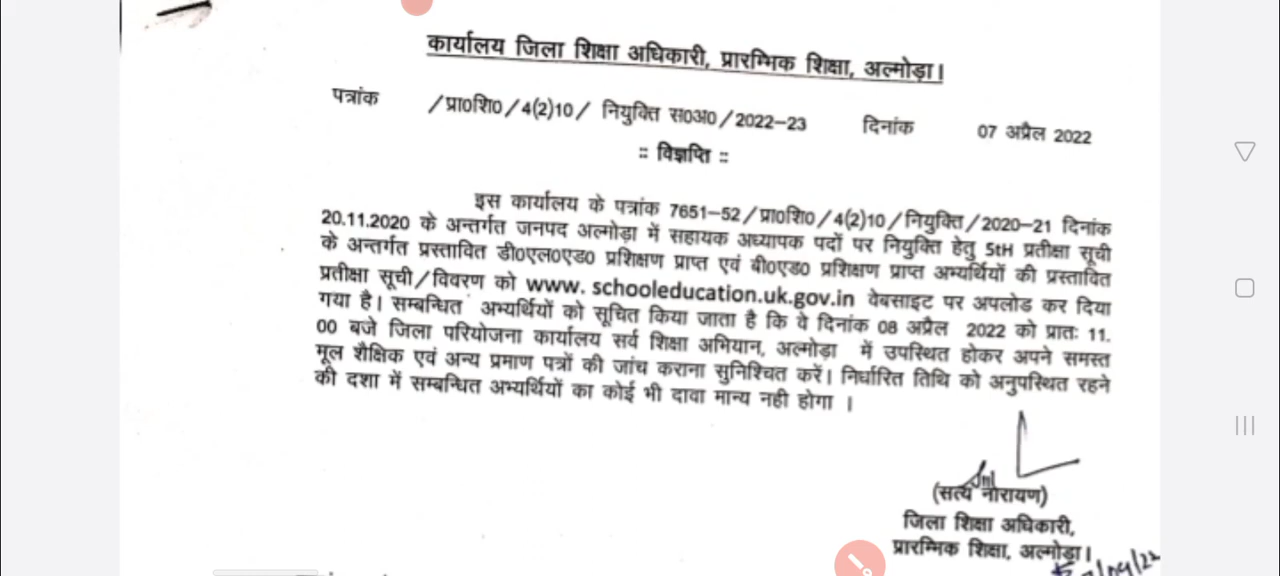 कार्यालय जिला शिक्षा अधिकारी, प्रारम्भिक शिक्षा, अल्मोड़ा।
पत्रांक /प्रा0शि0/4(2)10/ नियुक्ति स0अ0/2022-23 दिनांक 07 अप्रैल 2022
:: विज्ञप्ति ::
इस कार्यालय के पत्रांक 7651-52/प्रा0शि0/4(2)10/नियुक्ति/2020-21 दिनांक
20.11.2020 के अन्तर्गत जनपद अल्मोड़ा में सहायक अध्यापक पदों पर नियुक्ति हेतु 5tH प्रतीक्षा सूची
के अन्तर्गत प्रस्तावित डी0एल0एड0 प्रशिक्षण प्राप्त एवं बी0एड0 प्रशिक्षण प्राप्त अभ्यर्थियों की प्रस्तावित
प्रतीक्षा सूची/विवरण को www. schooleducation.uk.gov.in वेबसाइट पर अपलोड कर दिया
गया है। सम्बन्धित अभ्यर्थियों को सूचित किया जाता है कि वे दिनांक 08 अप्रैल 2022 को प्रातः 11.
00 बजे जिला परियोजना कार्यालय सर्व शिक्षा अभियान, अल्मोड़ा में उपस्थित होकर अपने समस्त
मूल शैक्षिक एवं अन्य प्रमाण पत्रों की जांच कराना सुनिश्चित करें। निर्धारित तिथि को अनुपस्थित रहने
की दशा में सम्बन्धित अभ्यर्थियों का कोई भी दावा मान्य नही होगा ।
(सत्य नारायण)
जिला शिक्षा अधिकारी,
प्रारम्भिक शिक्षा, अल्मोड़ा।